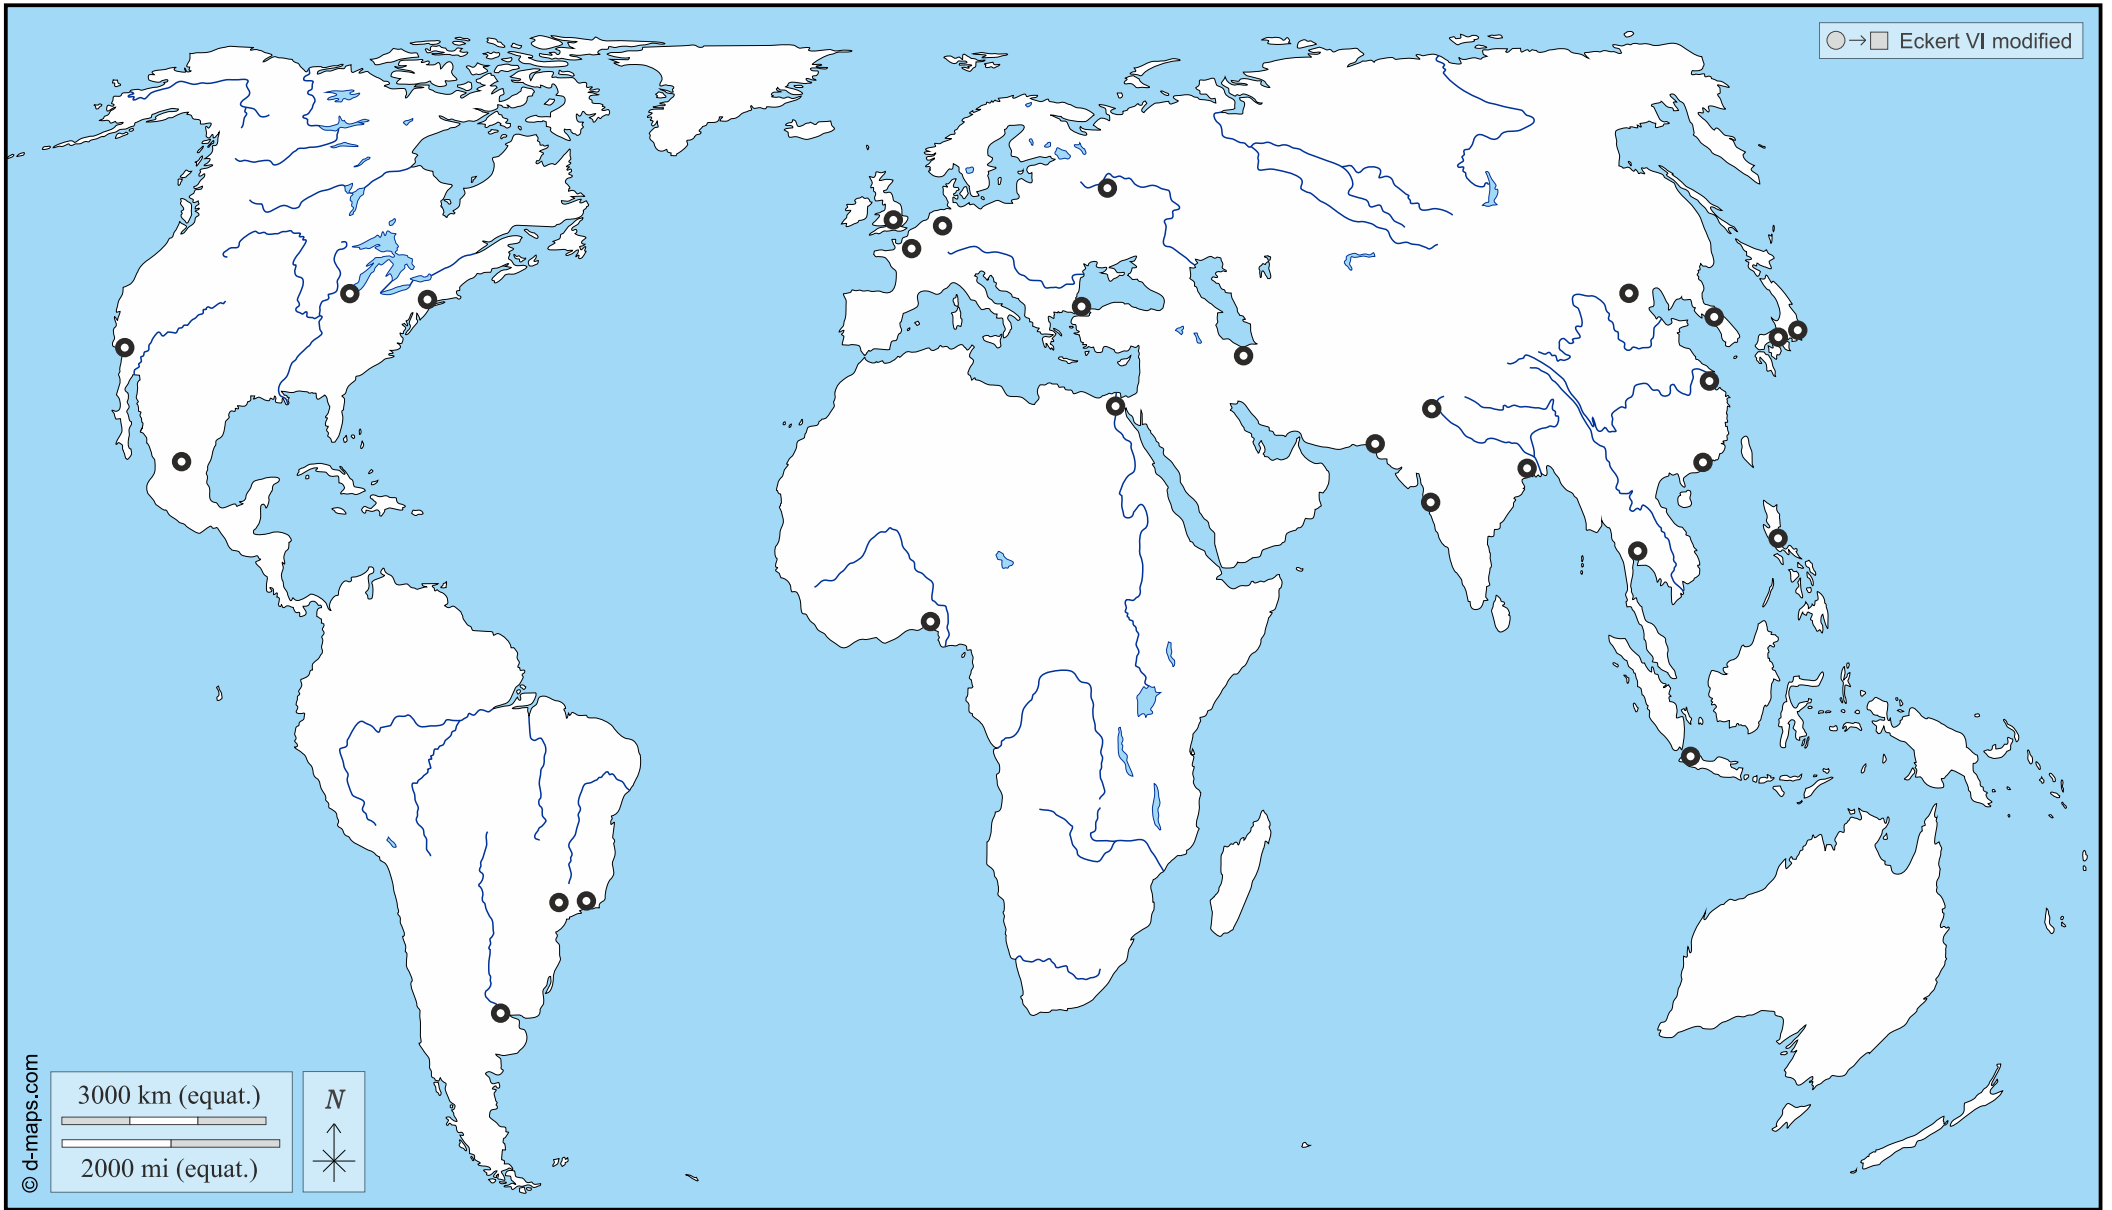 Eckert VI modified
3000 km (equat.)
2000 mi (equat.)
N
© d-maps.com